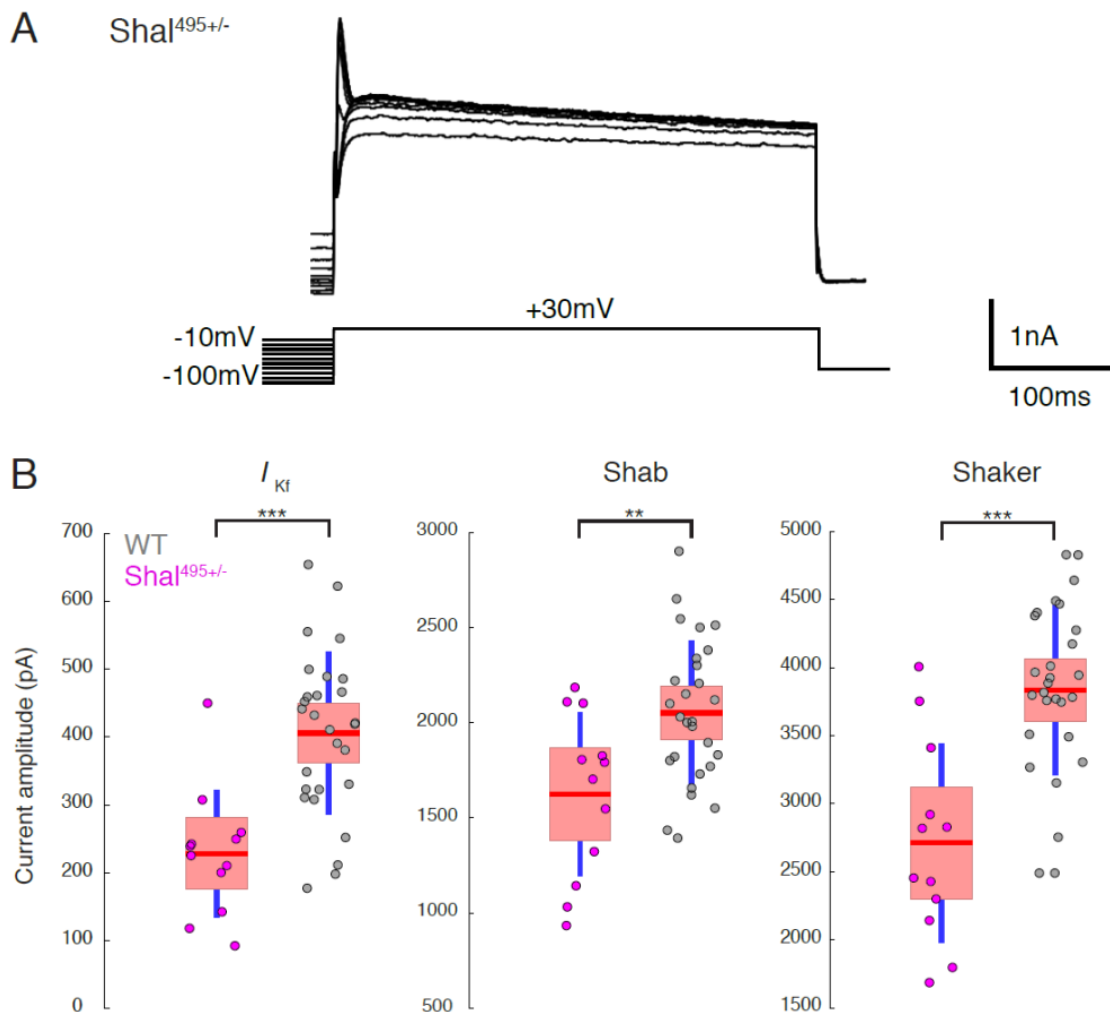 A
Shal495+/-
+30mV
-10mV
-100mV
1nA
100ms
B
IKf
Shab
Shaker
***
**
***
WT
Shal495+/-
Current amplitude (pA)
700
600
500
400
300
200
100
0
3000
2500
2000
1500
1000
500
5000
4500
4000
3500
3000
2500
2000
1500